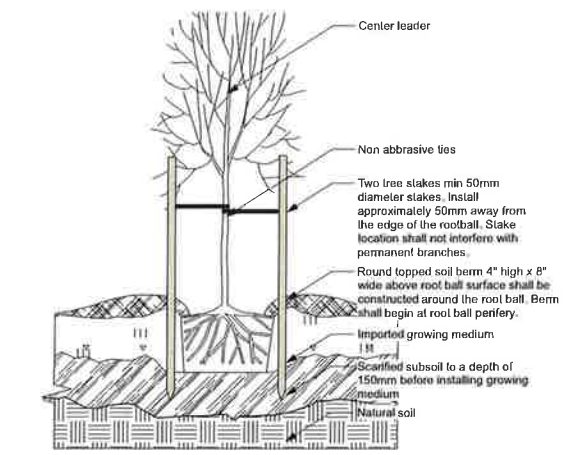 Center leader
Non abbrasive ties
Two tree stakes min 50mm
diameter stakes. Install
approximately 50mm away from
the edge of the rootball. Stake
location shall not interfere with
permanent branches.
Round topped soil berm 4" high x 8"
wide above root ball surface shall be
constructed around the root ball. Berm
shall begin at root ball perifery.
Imported growing medium
Scarified subsoil to a depth of
150mm before installing growing
medium
Natural soil